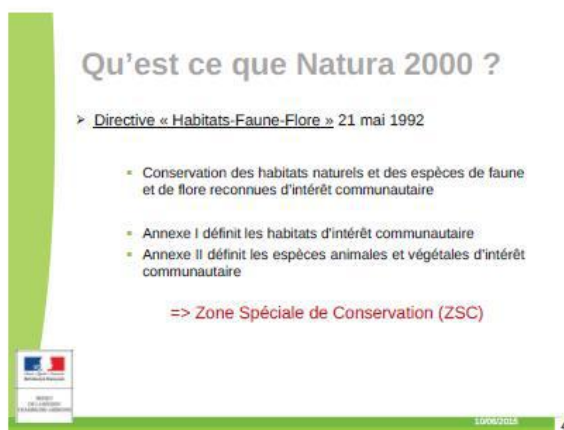 Qu’est ce que Natura 2000 ?
➢ Directive « Habitats-Faune-Flore » 21 mai 1992
▪ Conservation des habitats naturels et des espèces de faune
et de flore reconnues d’intérêt communautaire
▪ Annexe I définit les habitats d’intérêt communautaire
▪ Annexe II définit les espèces animales et végétales d’intérêt
communautaire
=> Zone Spéciale de Conservation (ZSC)
10/06/2015